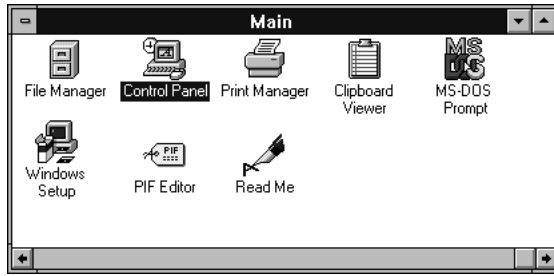 Main
File Manager
Control Panel
Print Manager
Clipboard
Viewer
MS-DOS
Prompt
Windows
Setup
PIF Editor
Read Me
MS
DOS
PIF